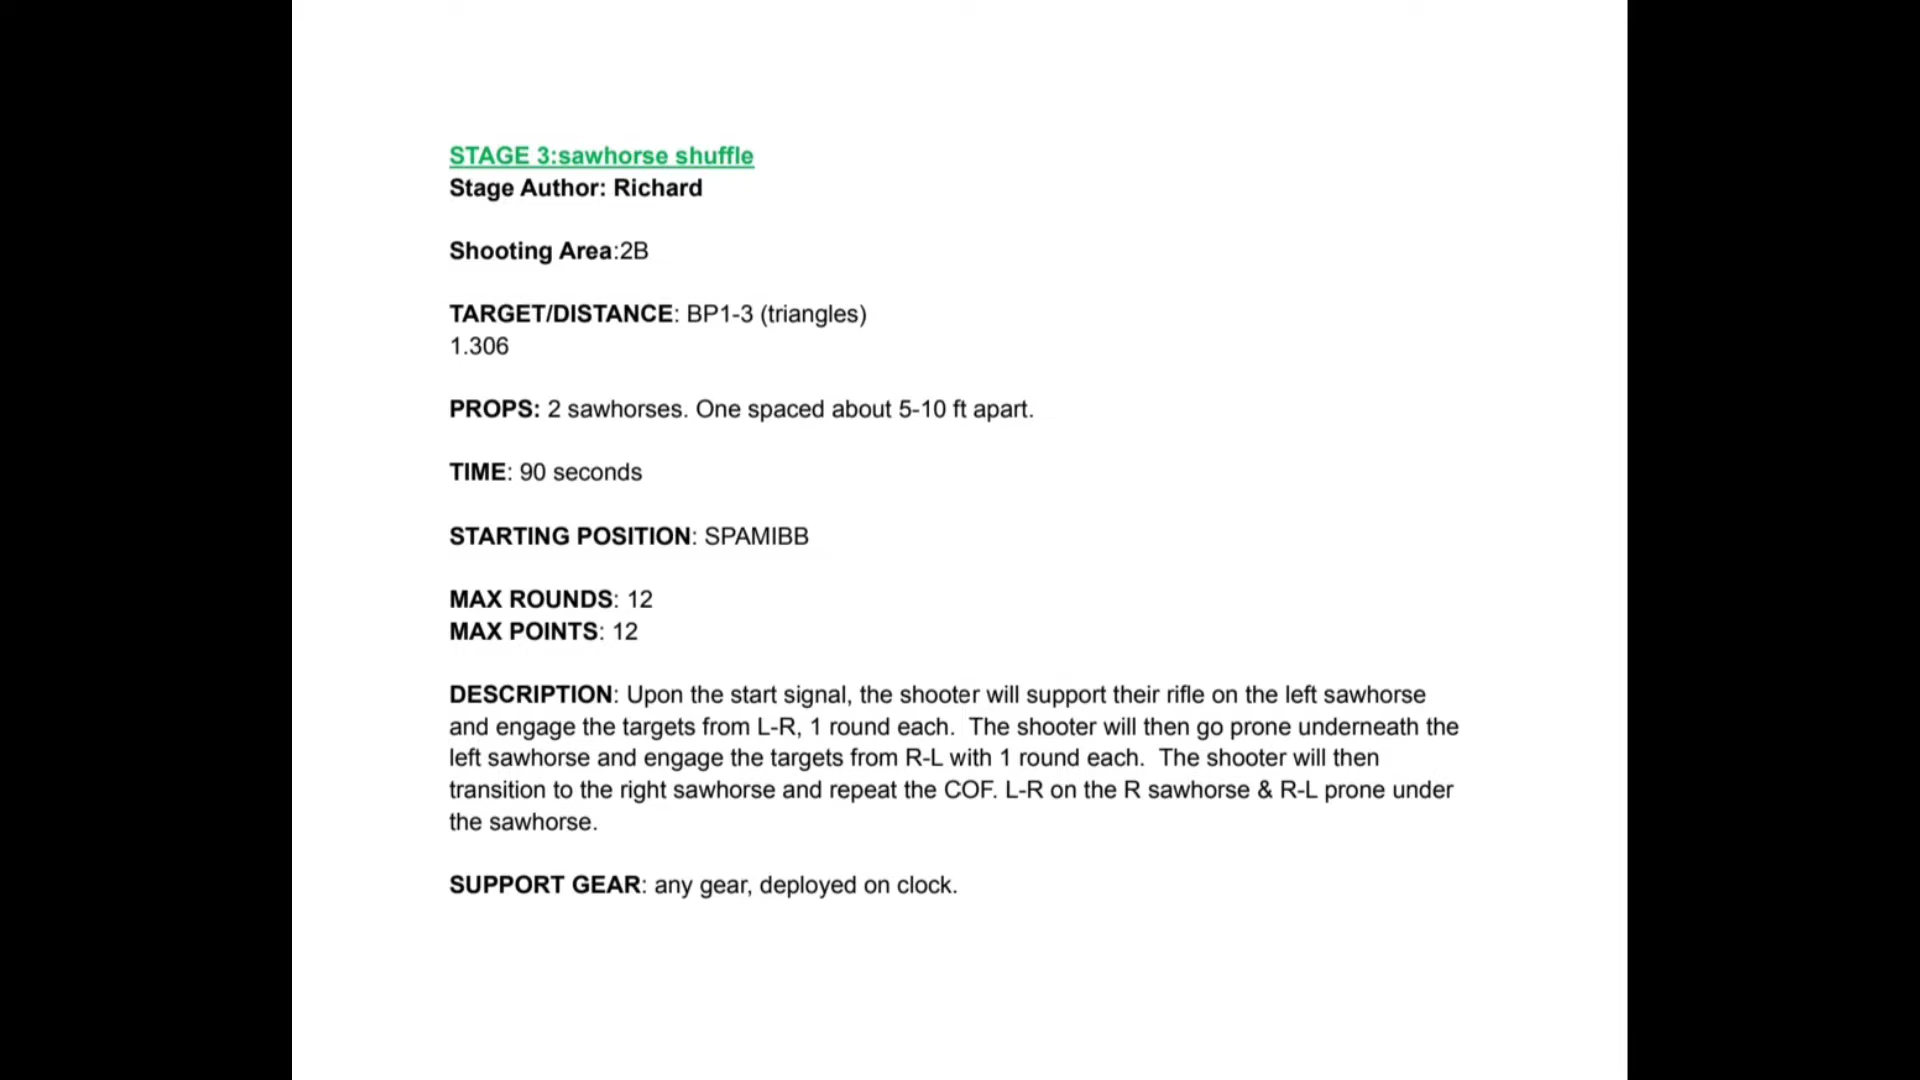 STAGE 3:sawhorse shuffle
Stage Author: Richard
Shooting Area:2B
TARGET/DISTANCE: BP1-3 (triangles)
1.306
PROPS: 2 sawhorses. One spaced about 5-10 ft apart.
TIME: 90 seconds
STARTING POSITION: SPAMIBB
MAX ROUNDS: 12
MAX POINTS: 12
DESCRIPTION: Upon the start signal, the shooter will support their rifle on the left sawhorse
and engage the targets from L-R, 1 round each.  The shooter will then go prone underneath the
left sawhorse and engage the targets from R-L with 1 round each.  The shooter will then
transition to the right sawhorse and repeat the COF. L-R on the R sawhorse & R-L prone under
the sawhorse.
SUPPORT GEAR: any gear, deployed on clock.